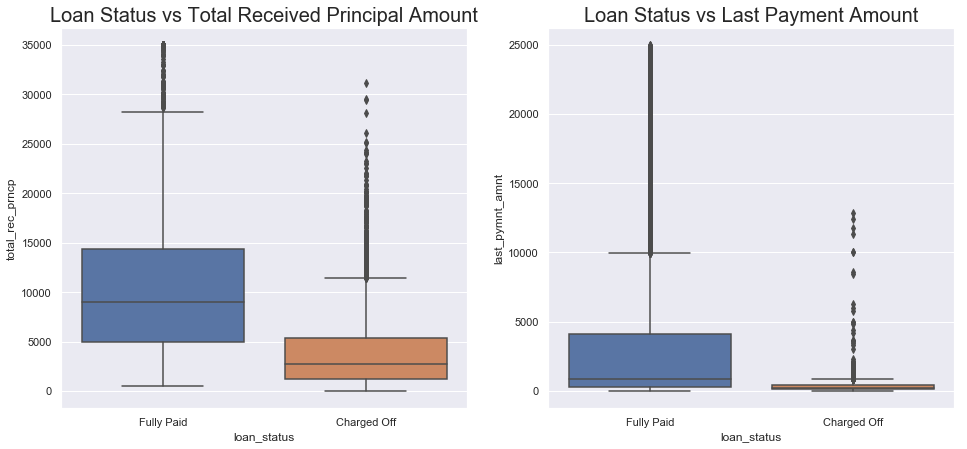 Loan Status vs Total Received Principal Amount
35000
30000
25000
20000
15000
10000
5000
0
total_rec_prncp
Fully Paid
Charged Off
loan_status
Loan Status vs Last Payment Amount
25000
20000
15000
10000
5000
0
last_pymnt_amnt
Fully Paid
Charged Off
loan_status